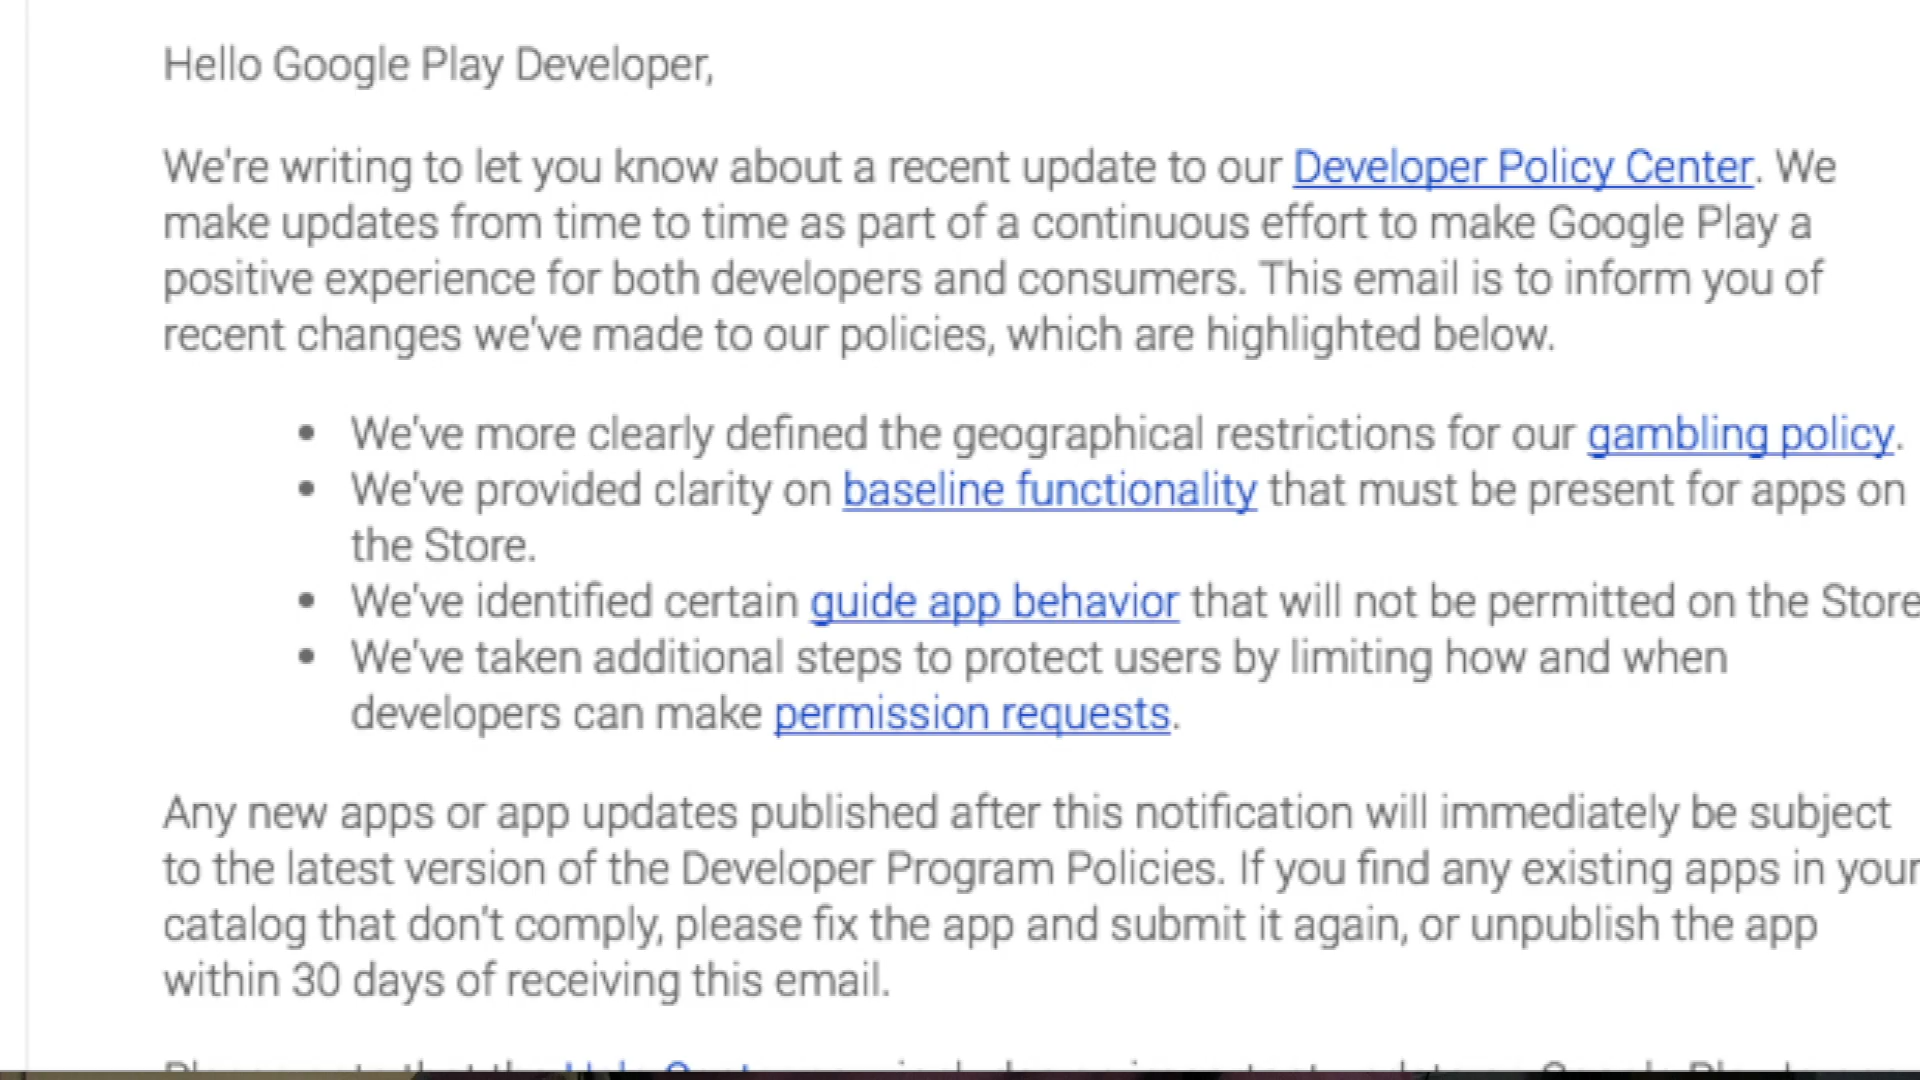 Hello Google Play Developer,
We're writing to let you know about a recent update to our Developer Policy Center. We
make updates from time to time as part of a continuous effort to make Google Play a
positive experience for both developers and consumers. This email is to inform you of
recent changes we've made to our policies, which are highlighted below.
• We've more clearly defined the geographical restrictions for our gambling policy.
• We've provided clarity on baseline functionality that must be present for apps on
the Store.
• We've identified certain guide app behavior that will not be permitted on the Store
• We've taken additional steps to protect users by limiting how and when
developers can make permission requests.
Any new apps or app updates published after this notification will immediately be subject
to the latest version of the Developer Program Policies. If you find any existing apps in your
catalog that don't comply, please fix the app and submit it again, or unpublish the app
within 30 days of receiving this email.